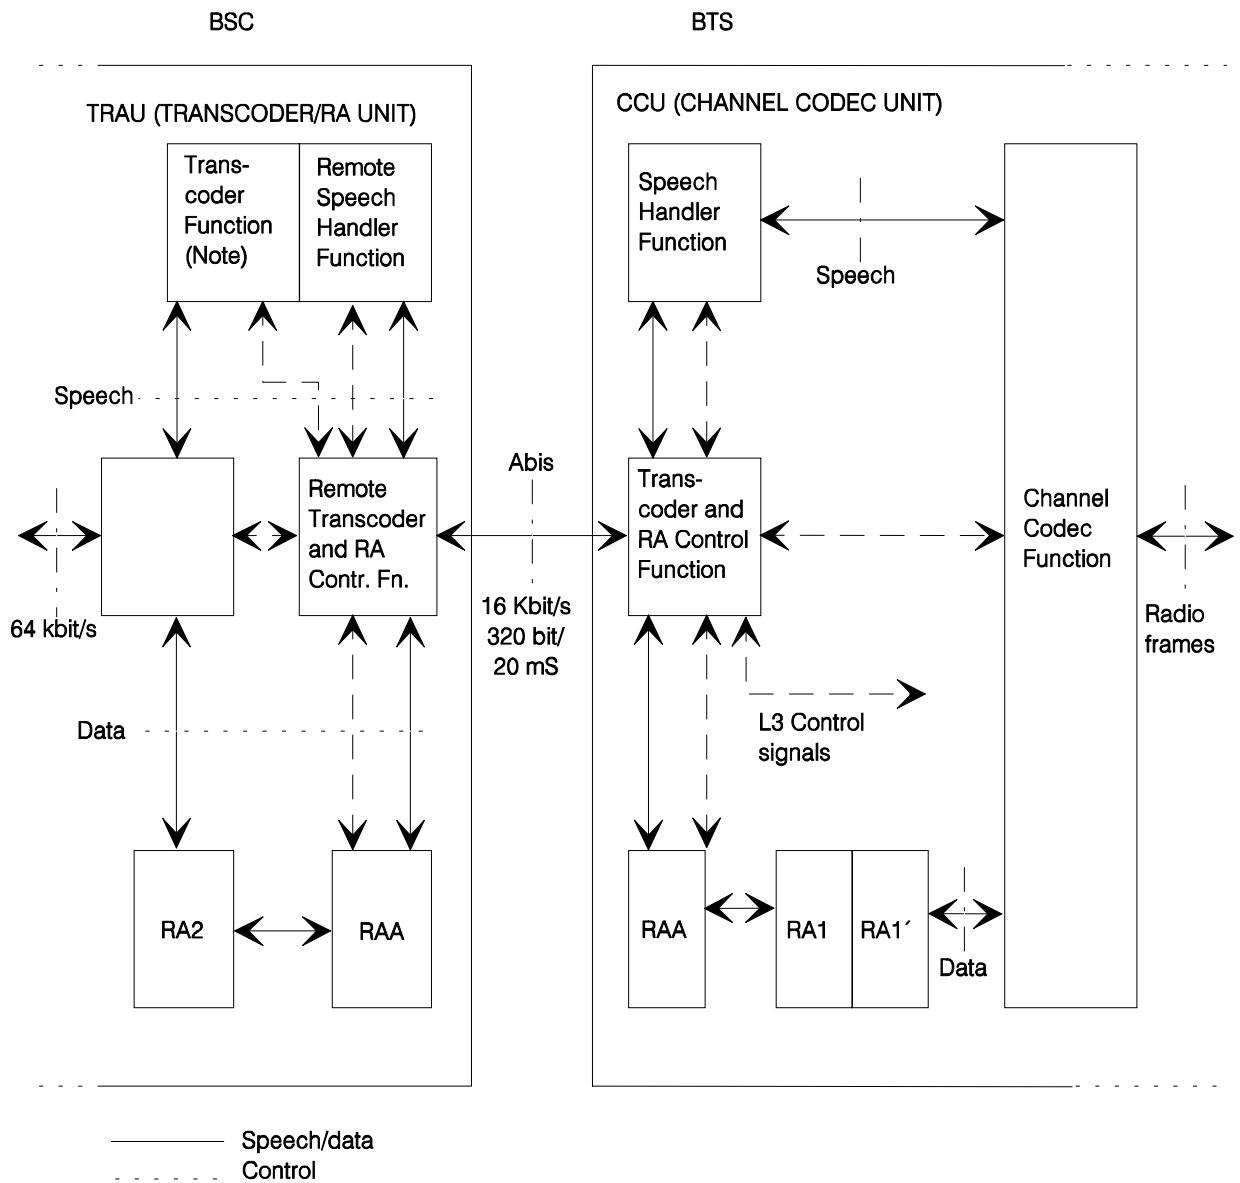 BSC
BTS
TRAU (TRANSCODER/RA UNIT)
CCU (CHANNEL CODEC UNIT)
Trans-
coder
Function
(Note)
Remote
Speech
Handler
Function
Speech
Handler
Function
Speech
Speech
Abis
Remote
Transcoder
and RA
Contr. Fn.
Trans-
coder and
RA Control
Function
Channel
Codec
Function
64 kbit/s
16 Kbit/s
320 bit/
20 mS
Radio
frames
Data
L3 Control
signals
RA2
RAA
RAA
RA1
RA1´
Data
Speech/data
Control